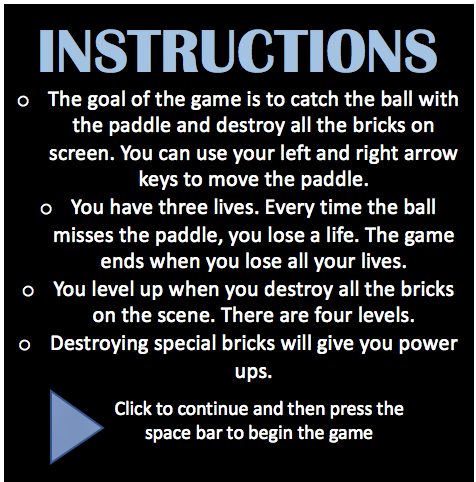 INSTRUCTIONS
o The goal of the game is to catch the ball with
the paddle and destroy all the bricks on
screen. You can use your left and right arrow
keys to move the paddle.
o You have three lives. Every time the ball
misses the paddle, you lose a life. The game
ends when you lose all your lives.
o You level up when you destroy all the bricks
on the scene. There are four levels.
o Destroying special bricks will give you power
ups.
Click to continue and then press the
space bar to begin the game